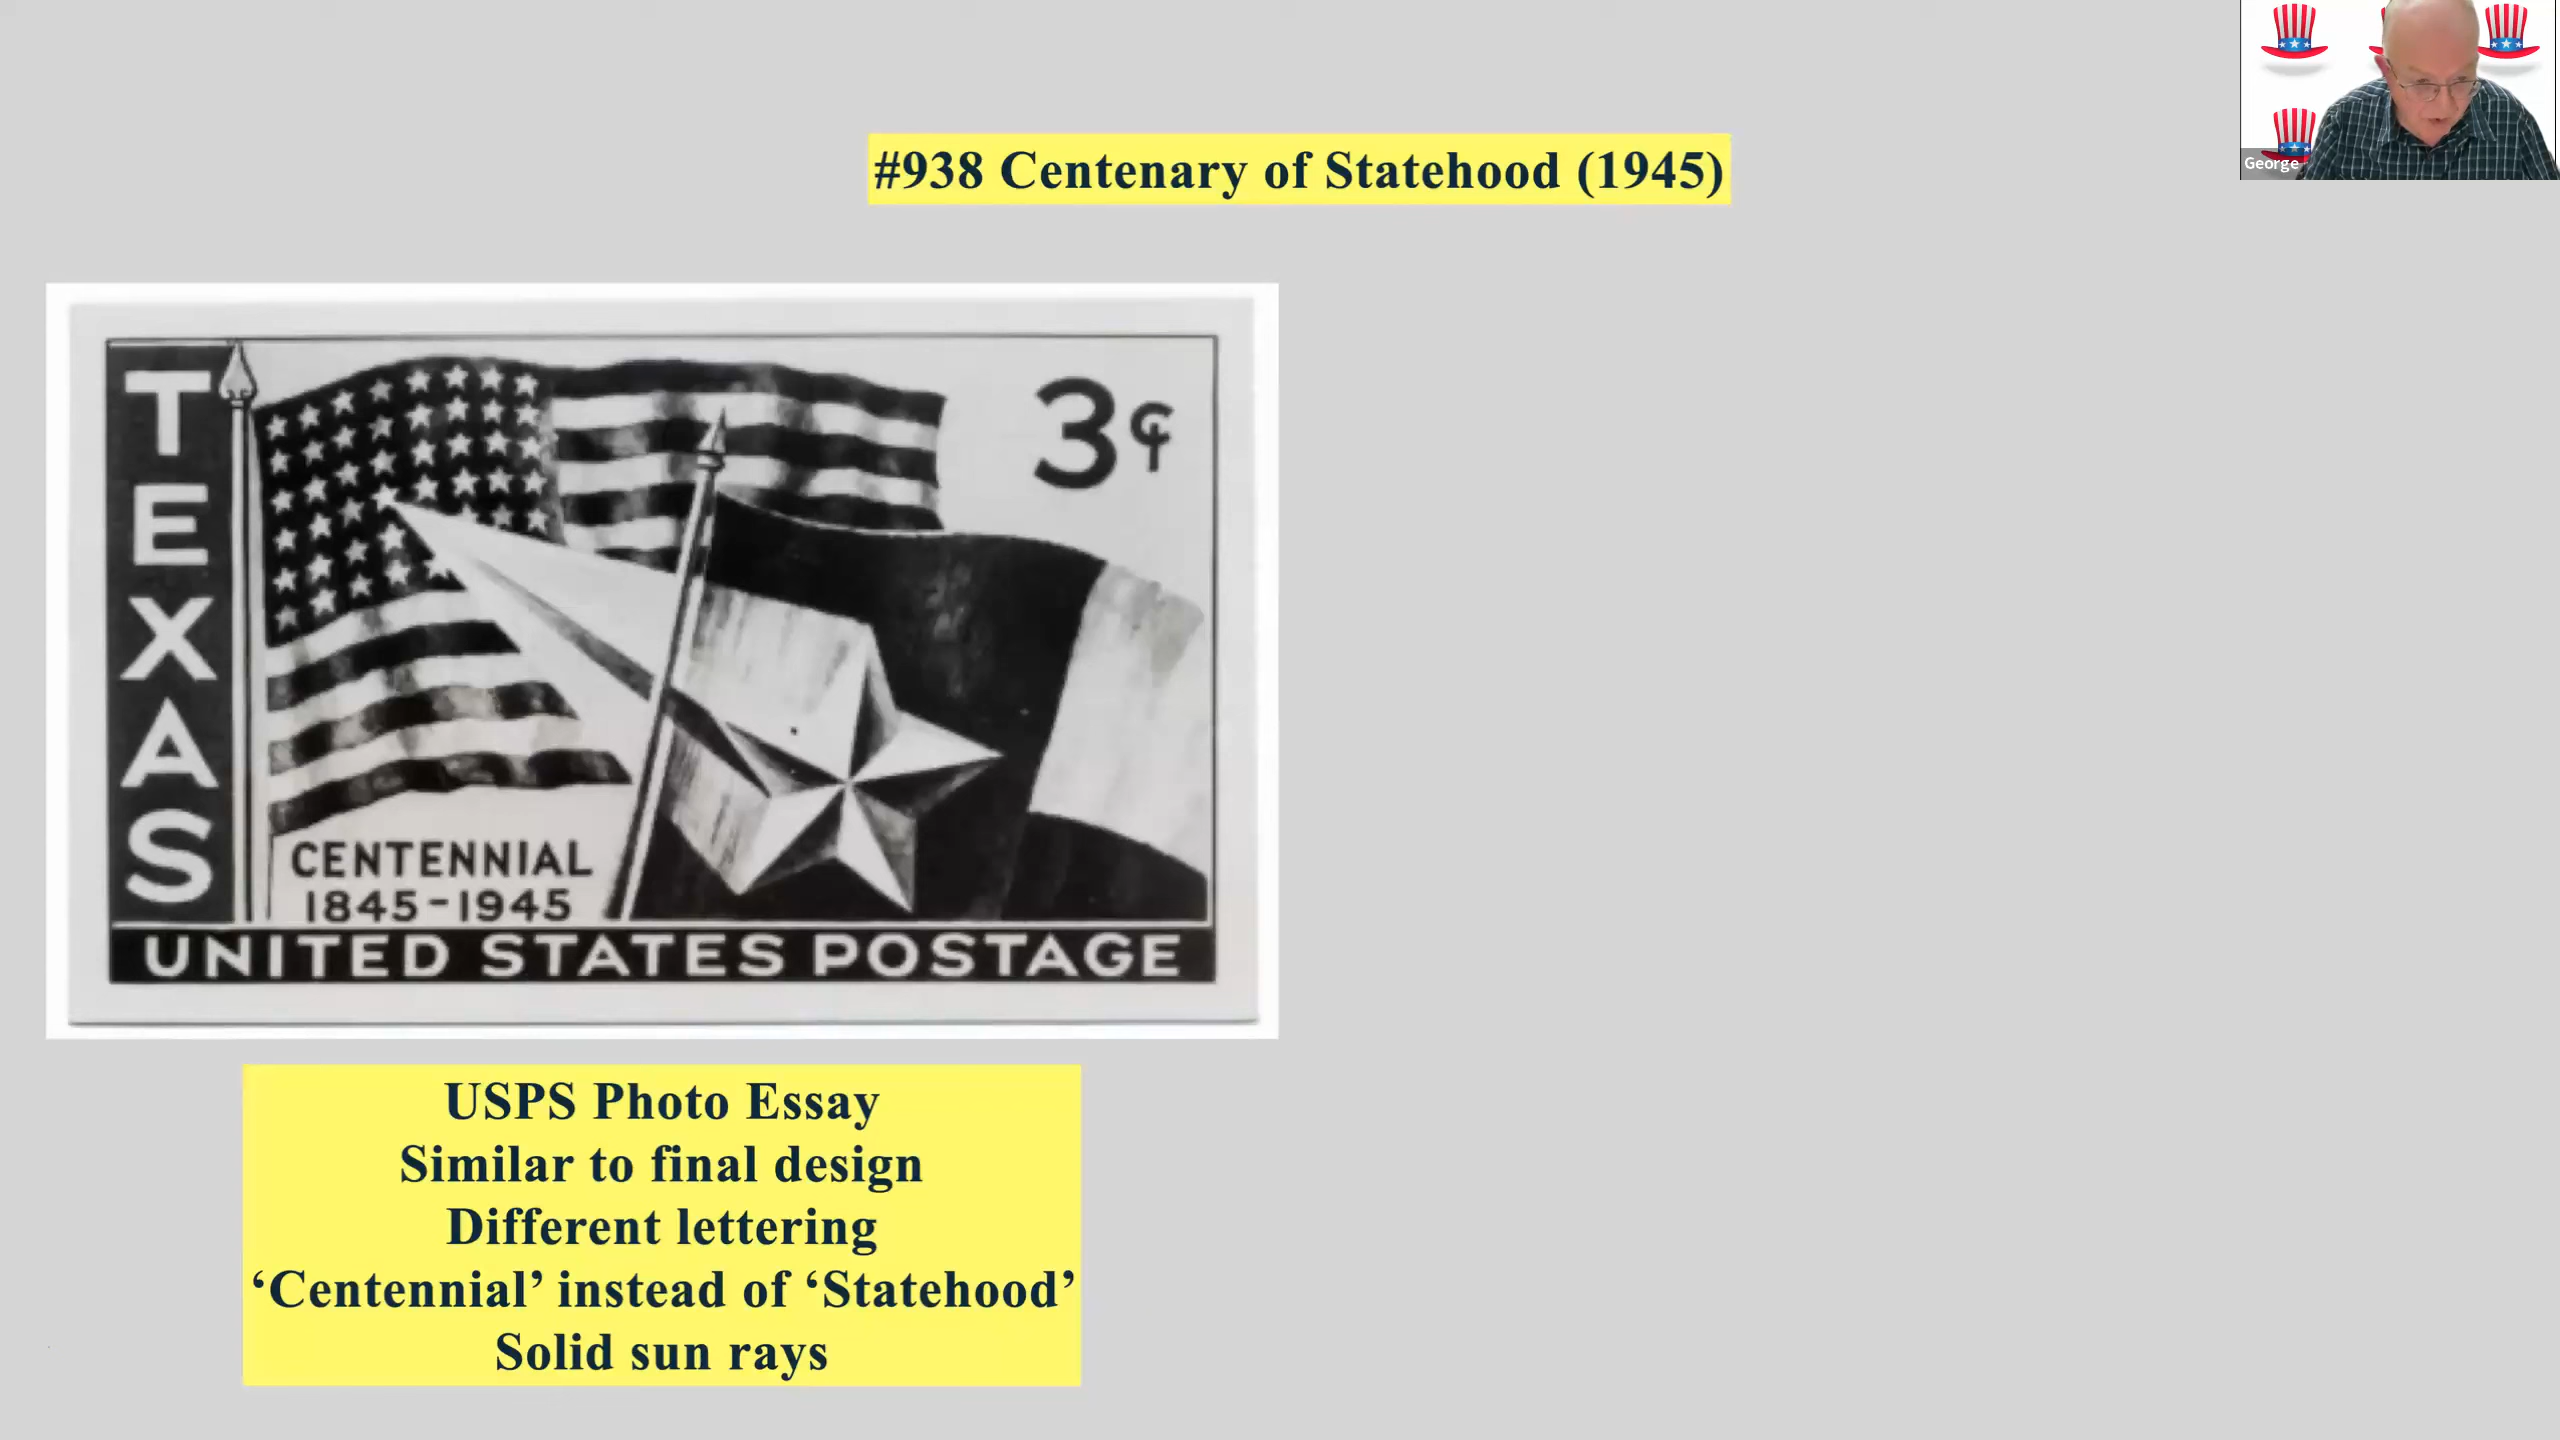 #938 Centenary of Statehood (1945)
George
TEXAS
3¢
CENTENNIAL
1845-1945
UNITED STATES POSTAGE
USPS Photo Essay
Similar to final design
Different lettering
‘Centennial’ instead of ‘Statehood’
Solid sun rays